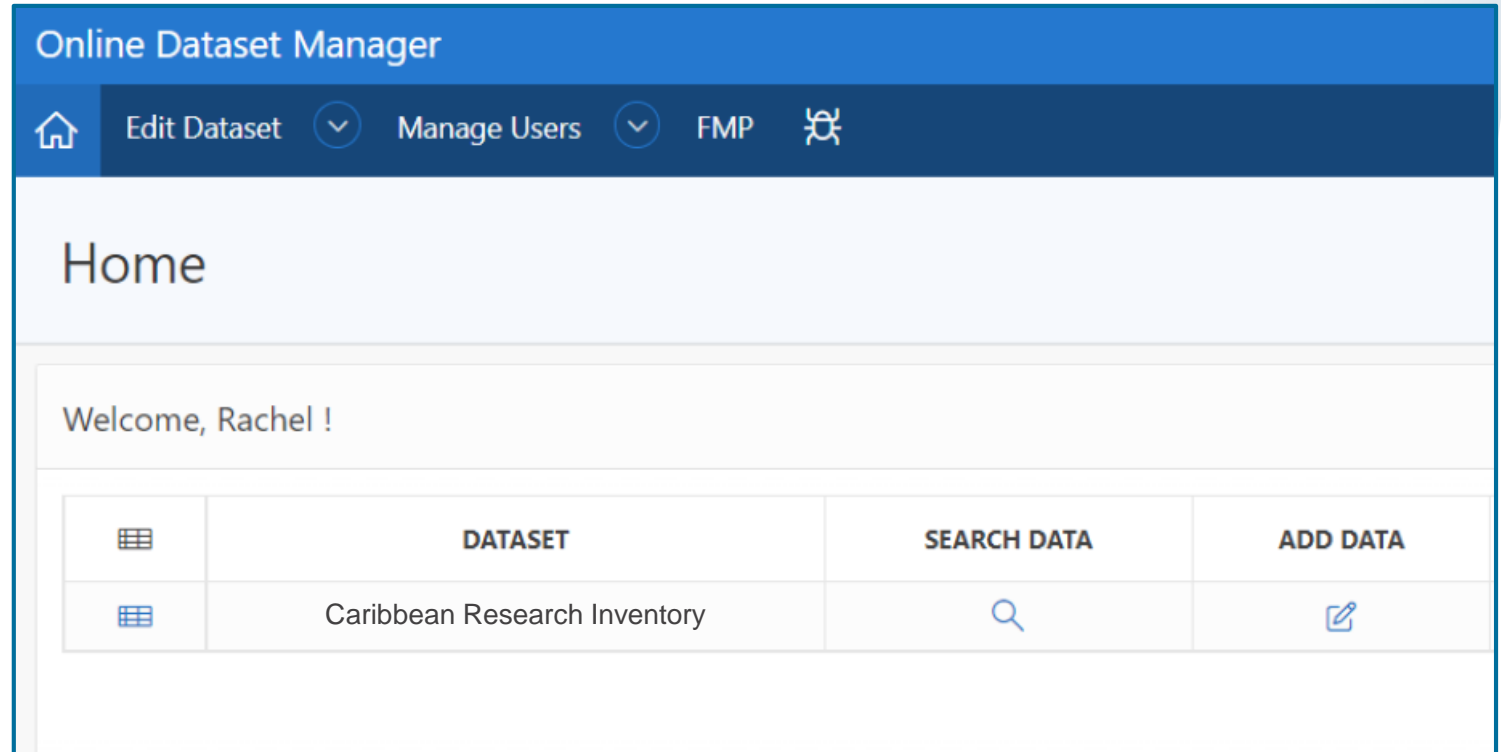 Online Dataset Manager
Edit Dataset Manage Users FMP
Home
Welcome, Rachel !
DATASET SEARCH DATA ADD DATA
Caribbean Research Inventory